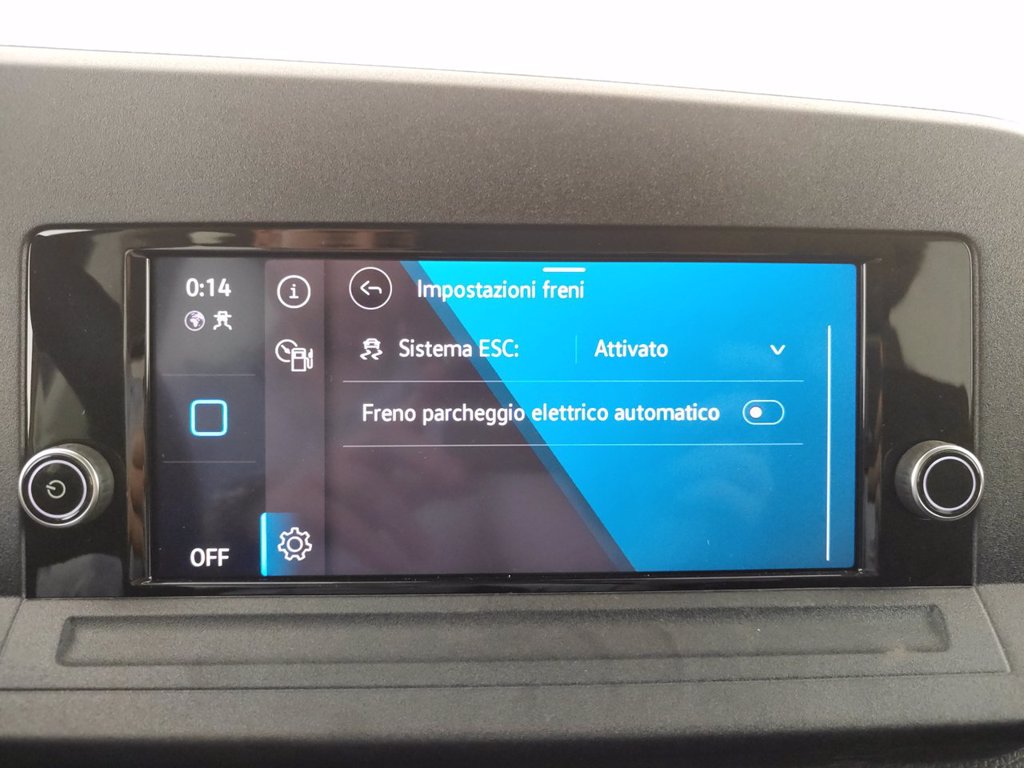 0:14
Impostazioni freni
Sistema ESC: Attivato
Freno parcheggio elettrico automatico
OFF